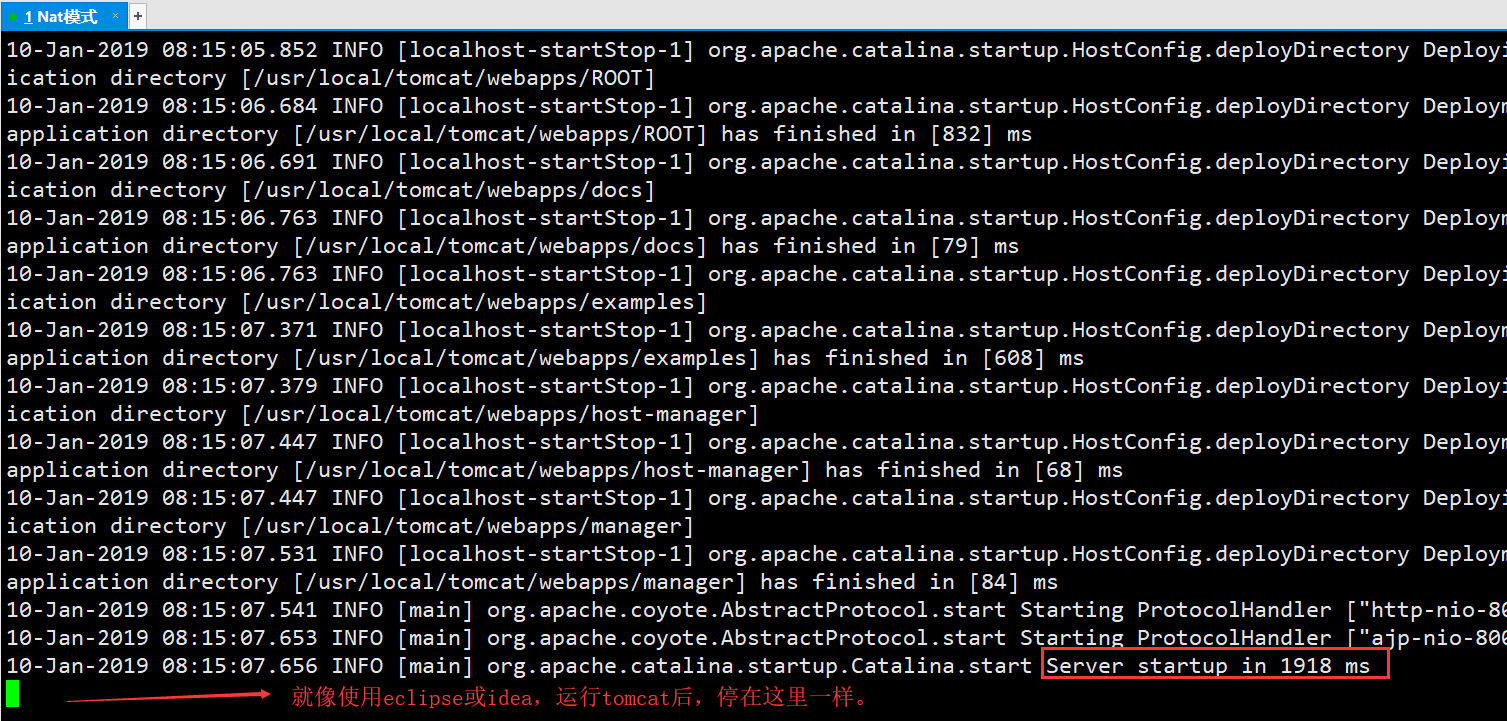 1 Nat模式 × +
10-Jan-2019 08:15:05.852 INFO [localhost-startStop-1] org.apache.catalina.startup.HostConfig.deployDirectory Deployi
ication directory [/usr/local/tomcat/webapps/ROOT]
10-Jan-2019 08:15:06.684 INFO [localhost-startStop-1] org.apache.catalina.startup.HostConfig.deployDirectory Deploym
application directory [/usr/local/tomcat/webapps/ROOT] has finished in [832] ms
10-Jan-2019 08:15:06.691 INFO [localhost-startStop-1] org.apache.catalina.startup.HostConfig.deployDirectory Deployi
ication directory [/usr/local/tomcat/webapps/docs]
10-Jan-2019 08:15:06.763 INFO [localhost-startStop-1] org.apache.catalina.startup.HostConfig.deployDirectory Deploym
application directory [/usr/local/tomcat/webapps/docs] has finished in [79] ms
10-Jan-2019 08:15:06.763 INFO [localhost-startStop-1] org.apache.catalina.startup.HostConfig.deployDirectory Deployi
ication directory [/usr/local/tomcat/webapps/examples]
10-Jan-2019 08:15:07.371 INFO [localhost-startStop-1] org.apache.catalina.startup.HostConfig.deployDirectory Deploym
application directory [/usr/local/tomcat/webapps/examples] has finished in [608] ms
10-Jan-2019 08:15:07.379 INFO [localhost-startStop-1] org.apache.catalina.startup.HostConfig.deployDirectory Deployi
ication directory [/usr/local/tomcat/webapps/host-manager]
10-Jan-2019 08:15:07.447 INFO [localhost-startStop-1] org.apache.catalina.startup.HostConfig.deployDirectory Deploym
application directory [/usr/local/tomcat/webapps/host-manager] has finished in [68] ms
10-Jan-2019 08:15:07.447 INFO [localhost-startStop-1] org.apache.catalina.startup.HostConfig.deployDirectory Deployi
ication directory [/usr/local/tomcat/webapps/manager]
10-Jan-2019 08:15:07.531 INFO [localhost-startStop-1] org.apache.catalina.startup.HostConfig.deployDirectory Deploym
application directory [/usr/local/tomcat/webapps/manager] has finished in [84] ms
10-Jan-2019 08:15:07.541 INFO [main] org.apache.coyote.AbstractProtocol.start Starting ProtocolHandler ["http-nio-80
10-Jan-2019 08:15:07.653 INFO [main] org.apache.coyote.AbstractProtocol.start Starting ProtocolHandler ["ajp-nio-800
10-Jan-2019 08:15:07.656 INFO [main] org.apache.catalina.startup.Catalina.start Server startup in 1918 ms
就像使用eclipse或idea，运行tomcat后，停在这里一样。